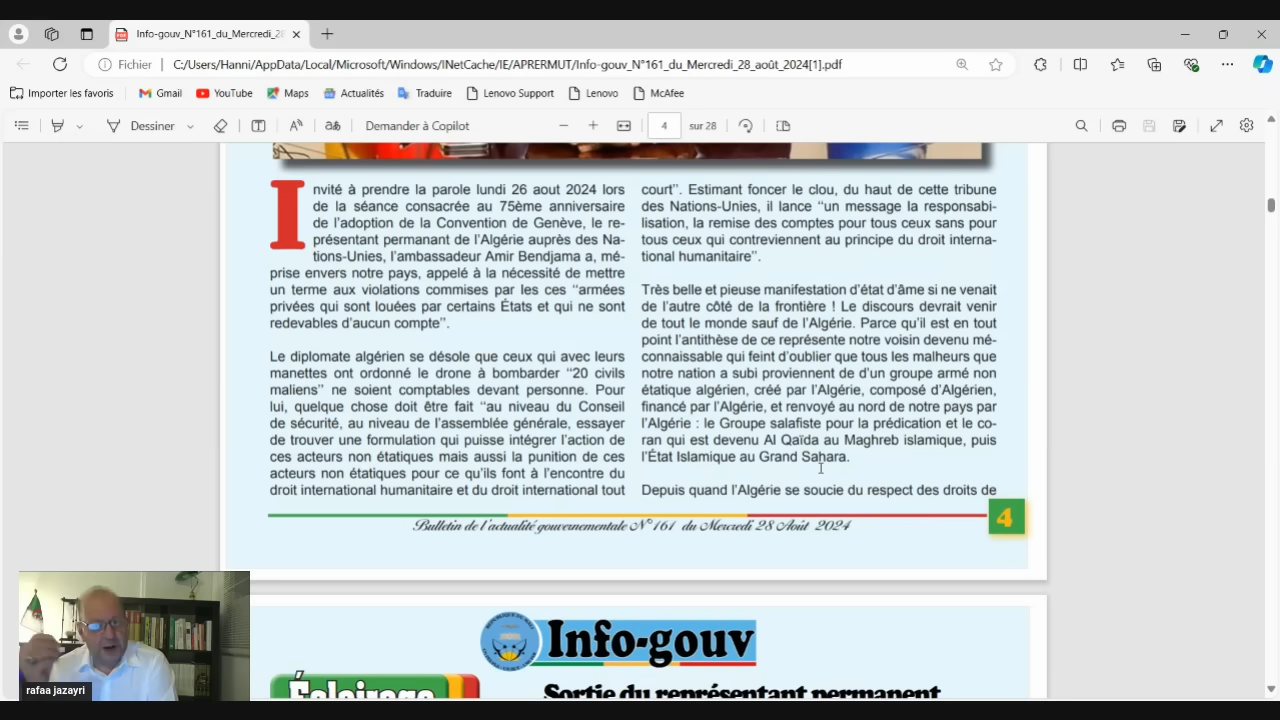 Info-gouv_N°161_du_Mercredi_28
Fichier
C:/Users/Hanni/AppData/Local/Microsoft/Windows/INetCache/IE/APRERMUT/Info-gouv_N°161_du_Mercredi_28_août_2024[1].pdf
Importer les favoris Gmail YouTube Maps Actualités Traduire Lenovo Support Lenovo McAfee
Dessiner Demander à Copilot 4 sur 28
Invité à prendre la parole lundi 26 aout 2024 lors
de la séance consacrée au 75ème anniversaire
de l'adoption de la Convention de Genève, le re-
présentant permanant de l'Algérie auprès des Na-
tions-Unies, l'ambassadeur Amir Bendjama a, mé-
prise envers notre pays, appelé à la nécessité de mettre
un terme aux violations commises par les ces "armées
privées qui sont louées par certains États et qui ne sont
redevables d'aucun compte".
Le diplomate algérien se désole que ceux qui avec leurs
manettes ont ordonné le drone à bombarder "20 civils
maliens" ne soient comptables devant personne. Pour
lui, quelque chose doit être fait "au niveau du Conseil
de sécurité, au niveau de l'assemblée générale, essayer
de trouver une formulation qui puisse intégrer l'action de
ces acteurs non étatiques mais aussi la punition de ces
acteurs non étatiques pour ce qu'ils font à l'encontre du
droit international humanitaire et du droit international tout
court". Estimant foncer le clou, du haut de cette tribune
des Nations-Unies, il lance "un message la responsabi-
lisation, la remise des comptes pour tous ceux sans pour
tous ceux qui contreviennent au principe du droit interna-
tional humanitaire".
Très belle et pieuse manifestation d'état d'âme si ne venait
de l'autre côté de la frontière ! Le discours devrait venir
de tout le monde sauf de l'Algérie. Parce qu'il est en tout
point l'antithèse de ce représente notre voisin devenu mé-
connaissable qui feint d'oublier que tous les malheurs que
notre nation a subi proviennent de d'un groupe armé non
étatique algérien, créé par l'Algérie, composé d'Algérien,
financé par l'Algérie, et renvoyé au nord de notre pays par
l'Algérie : le Groupe salafiste pour la prédication et le co-
ran qui est devenu Al Qaïda au Maghreb islamique, puis
l'État Islamique au Grand Sahara.
Depuis quand l'Algérie se soucie du respect des droits de
Bulletin de l'actualité gouvernementale N°161 du Mercredi 28 Août 2024
4
Info-gouv
Éclairage
Sortie du représentant permanent
rafaa jazayri